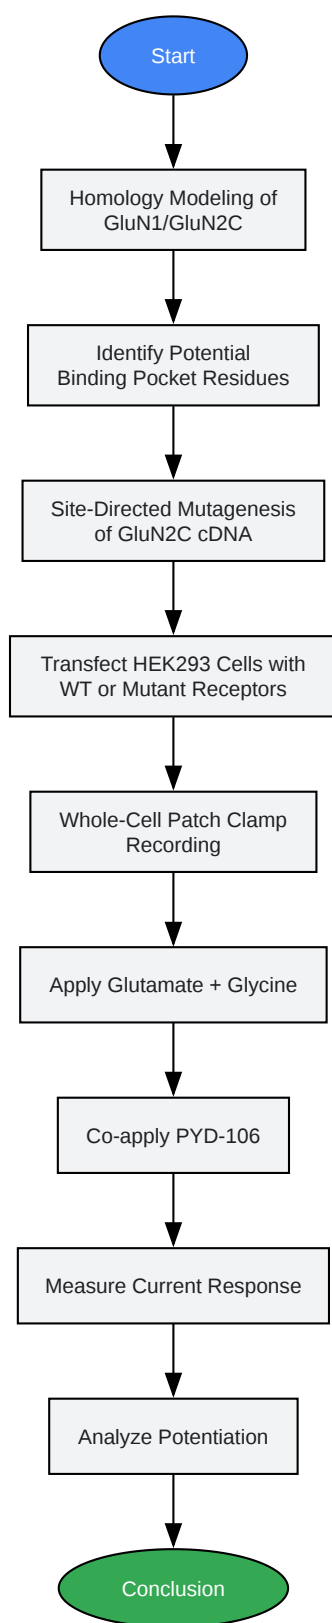 Start
Homology Modeling of
GluN1/GluN2C
Identify Potential
Binding Pocket Residues
Site-Directed Mutagenesis
of GluN2C cDNA
Transfect HEK293 Cells with
WT or Mutant Receptors
Whole-Cell Patch Clamp
Recording
Apply Glutamate + Glycine
Co-apply PYD-106
Measure Current Response
Analyze Potentiation
Conclusion